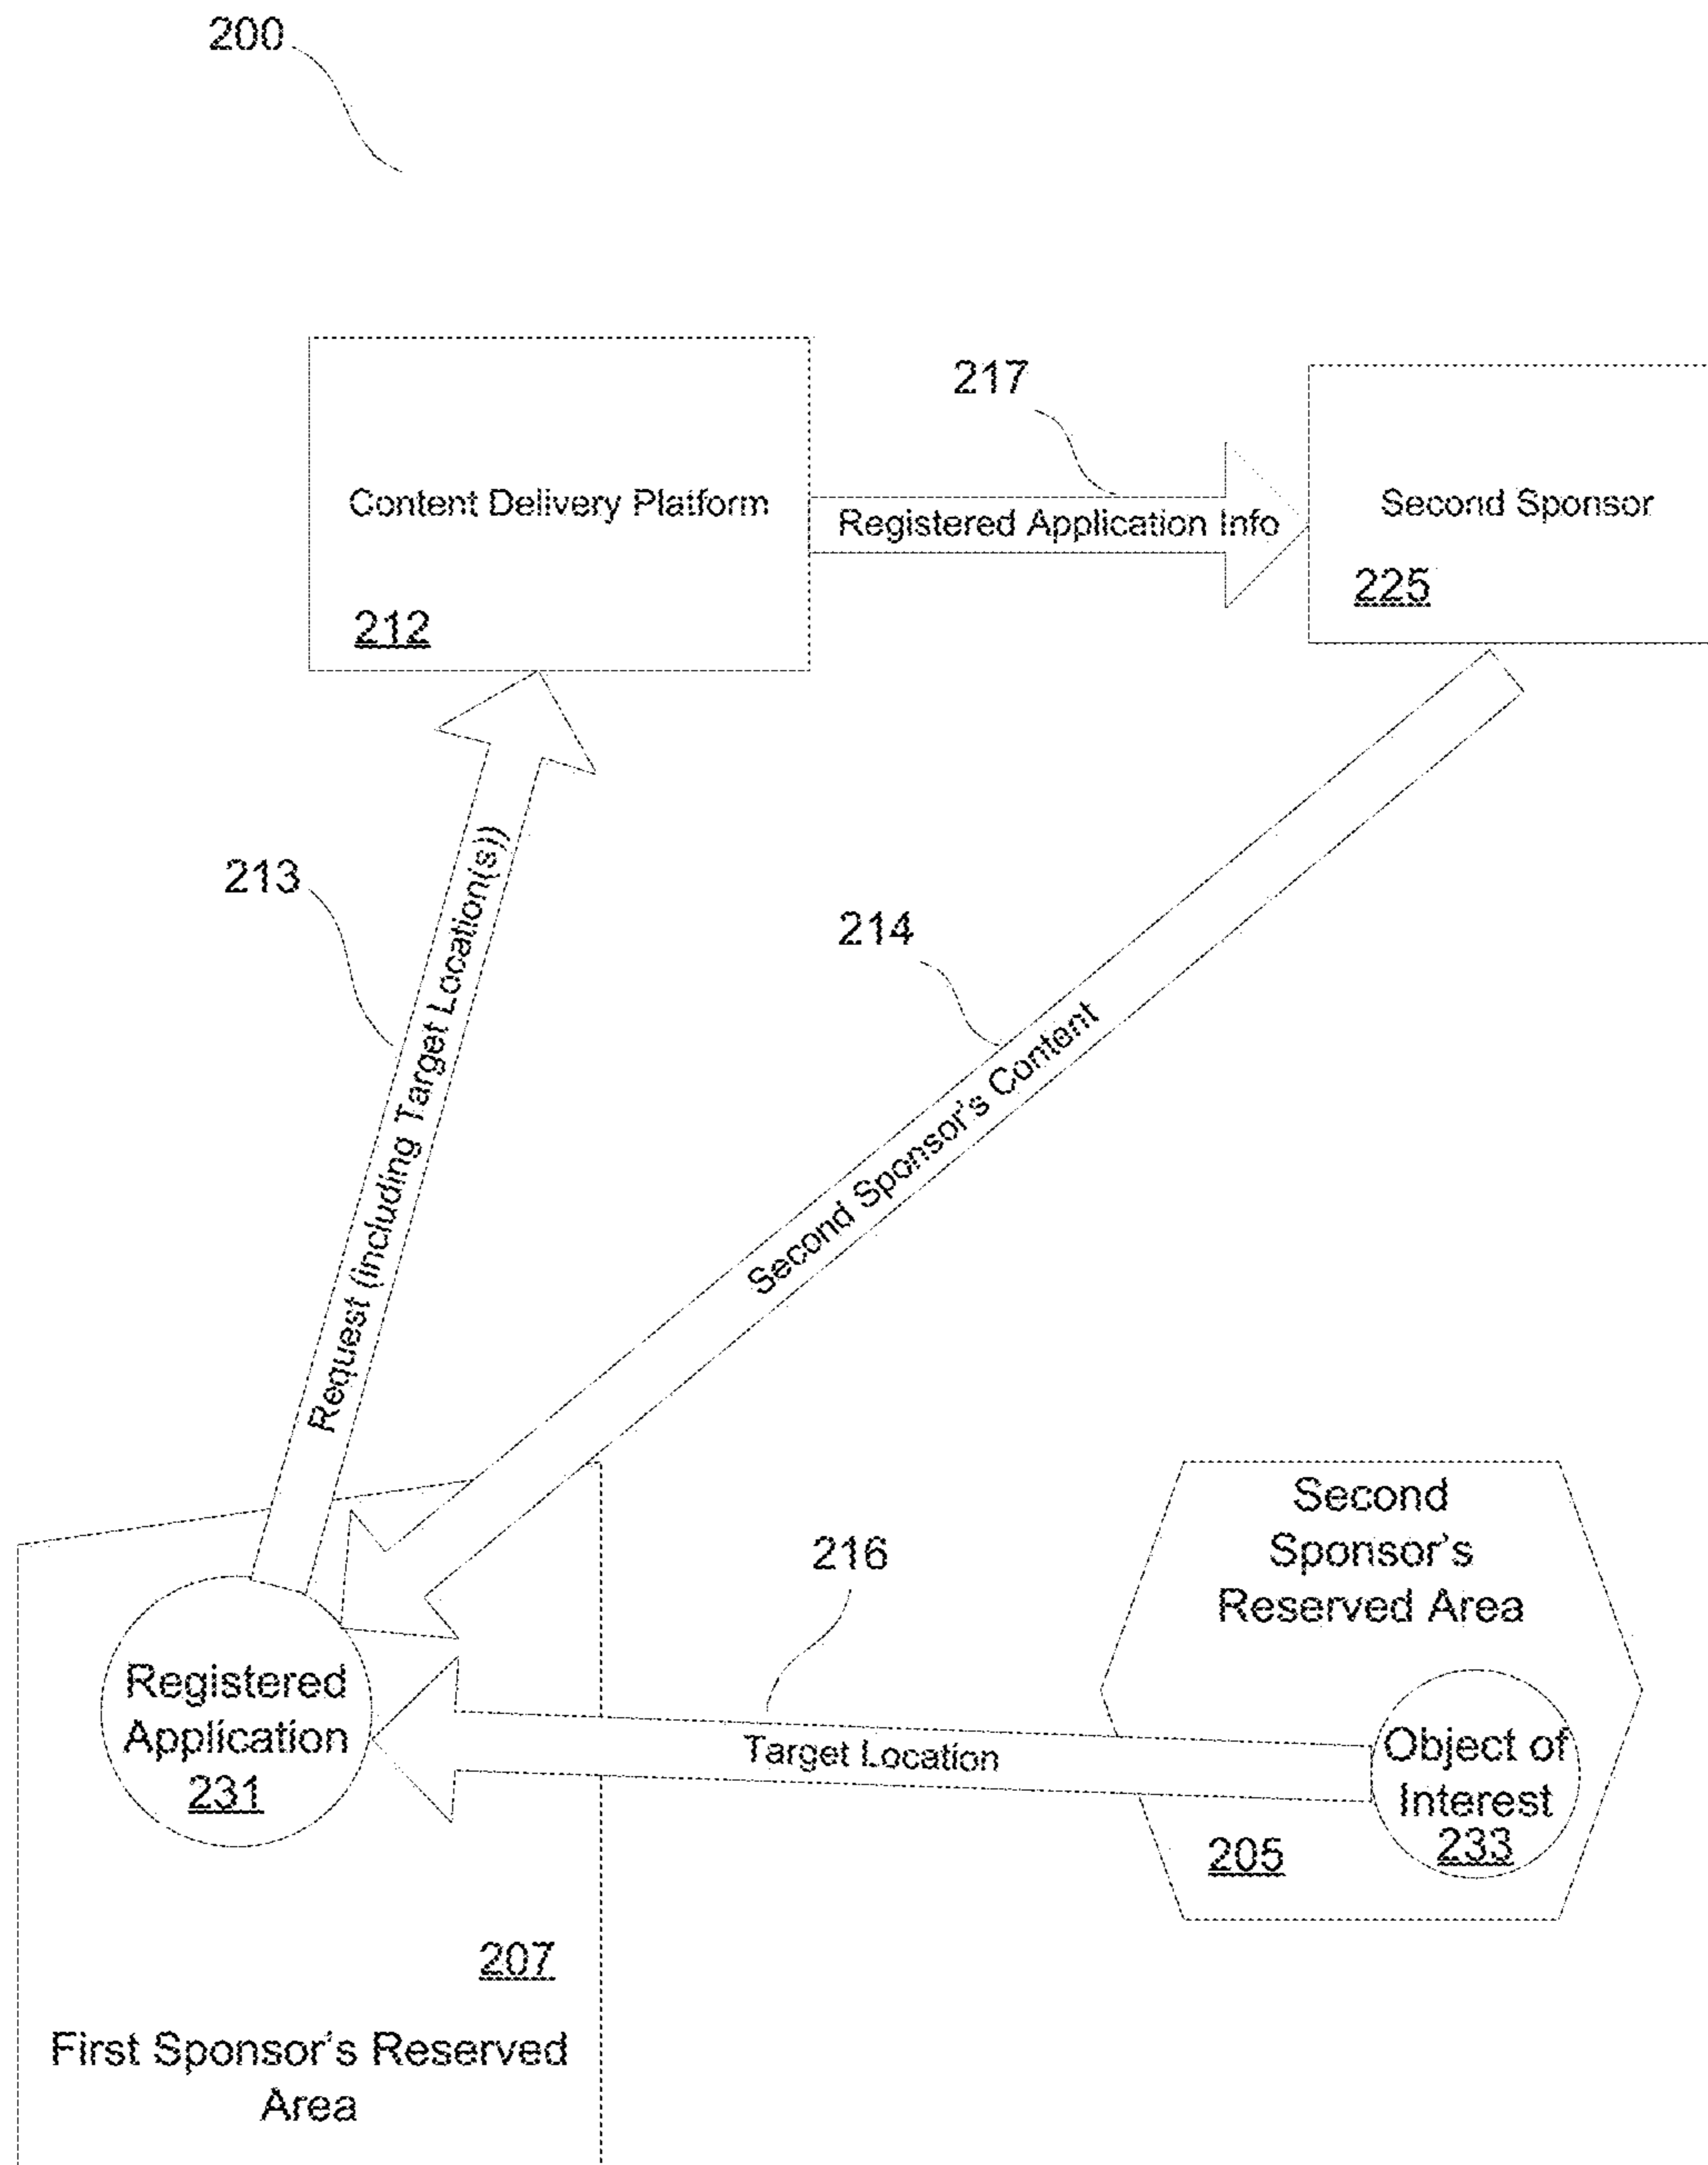 200
217
Content Delivery Platform
212
Registered Application Info
Second Sponsor
225
213
Request (including Target Location(s))
214
Second Sponsor's Content
216
Second
Sponsor's
Reserved Area
Registered
Application
231
Target Location
Object of
Interest
233
205
207
First Sponsor's Reserved
Area